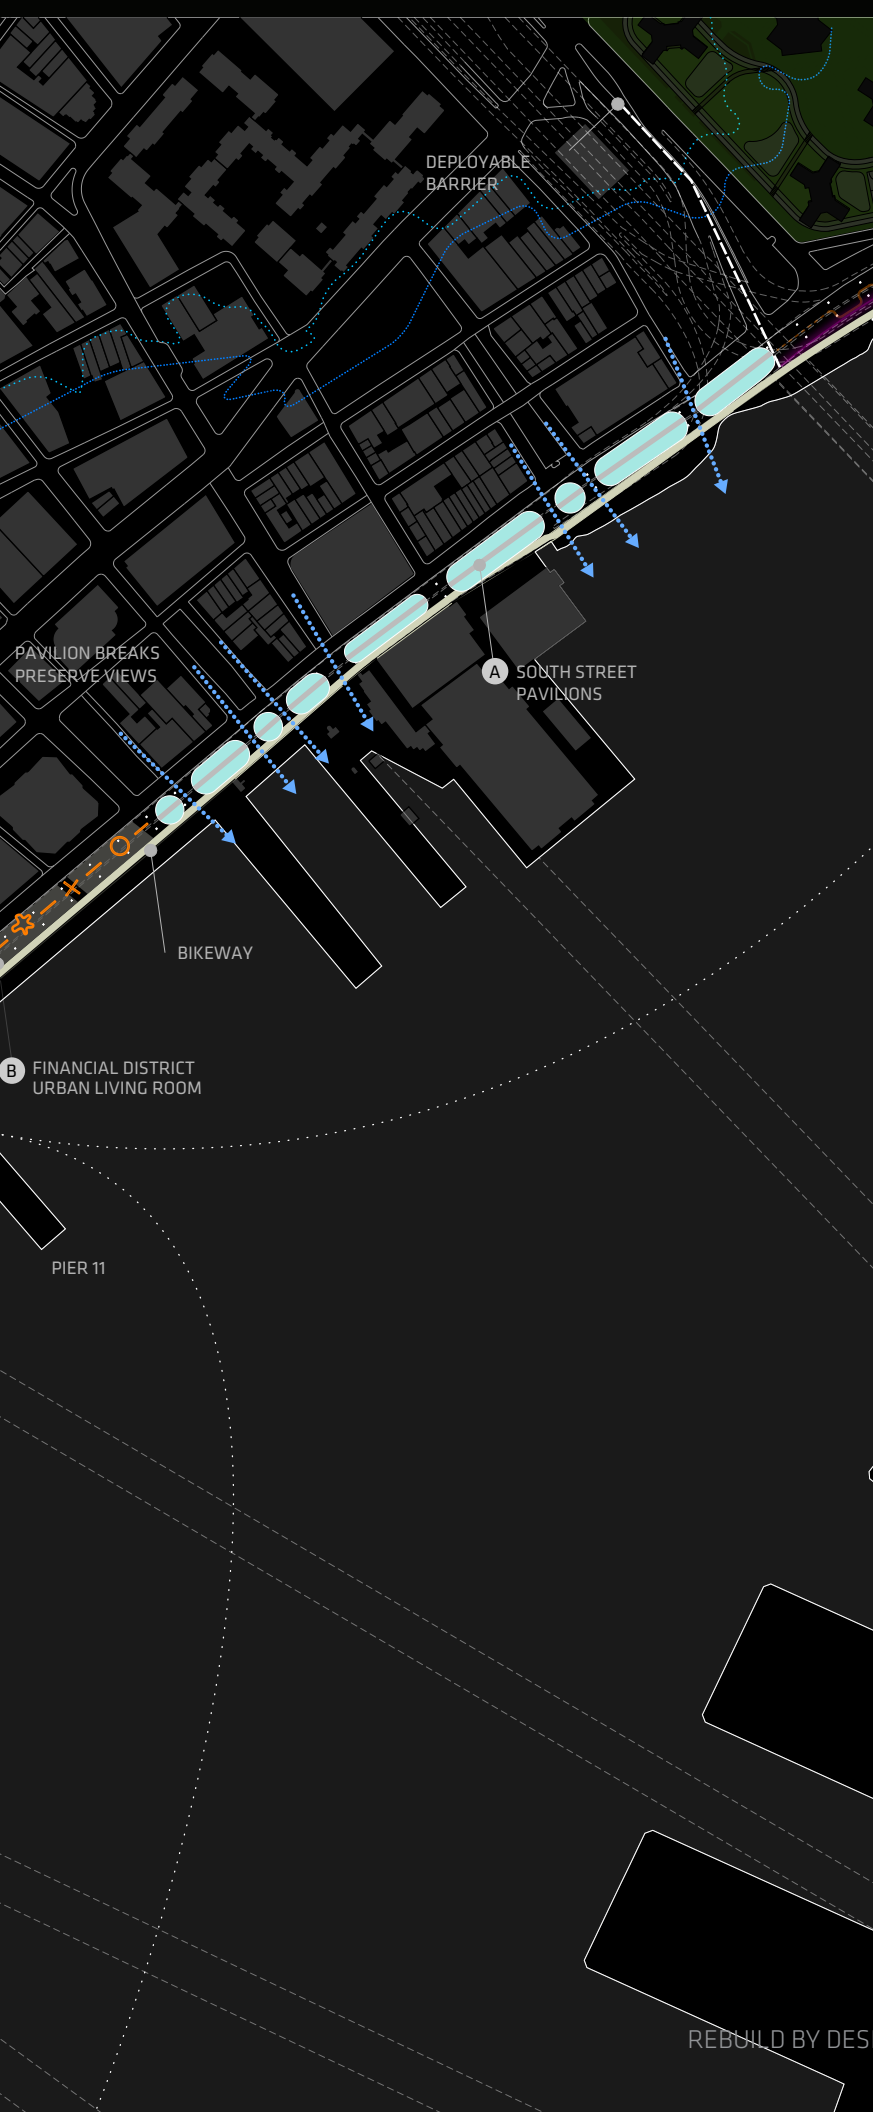 DEPLOYABLE
BARRIER
PAVILION BREAKS
PRESERVE VIEWS
A
SOUTH STREET
PAVILIONS
BIKEWAY
B
FINANCIAL DISTRICT
URBAN LIVING ROOM
PIER 11
REBUILD BY DES